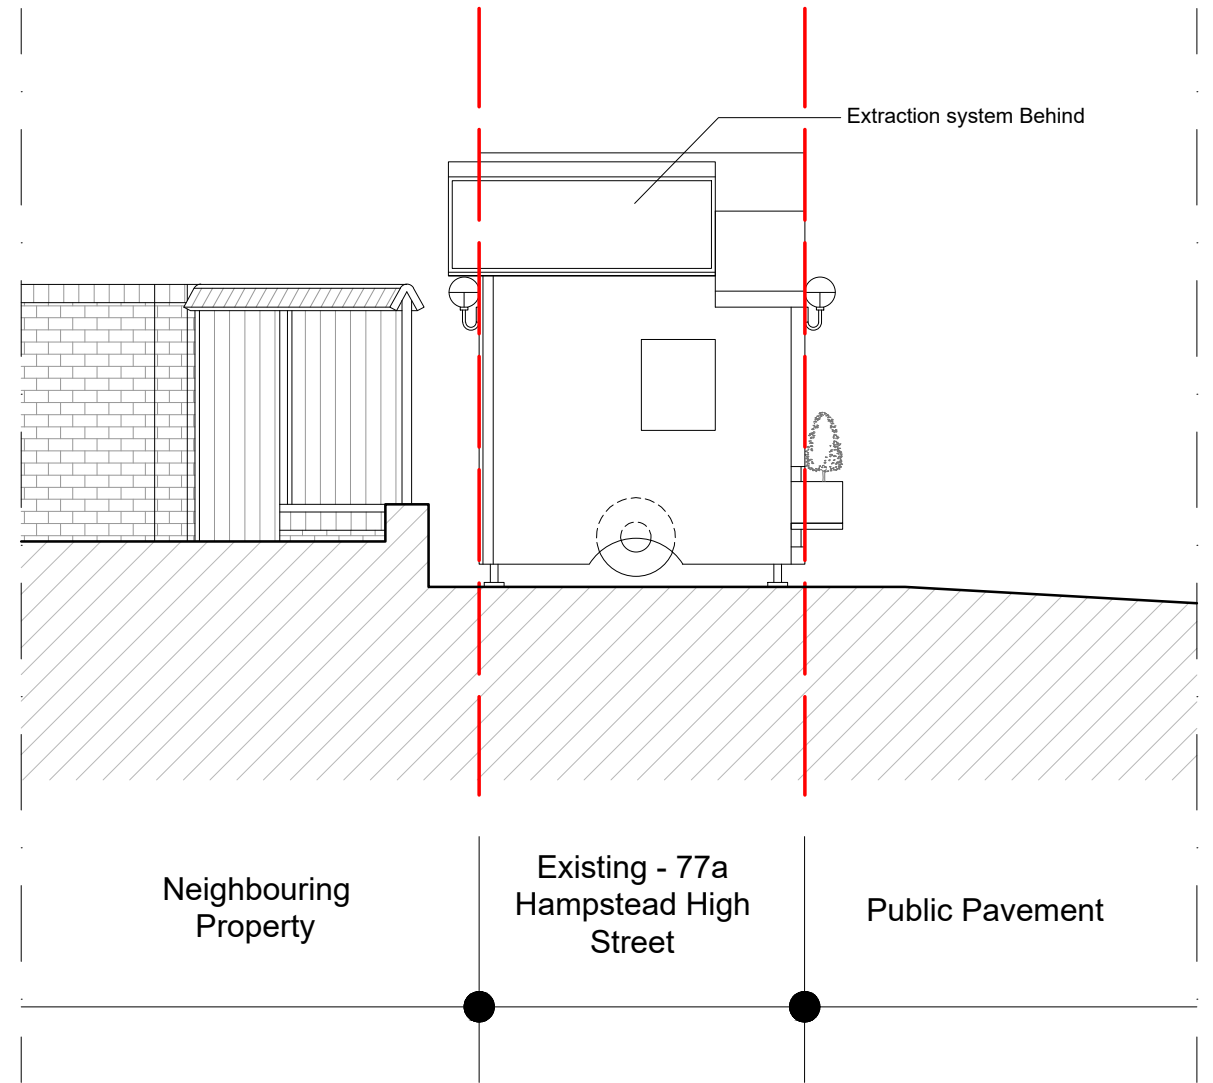 Extraction system Behind
Neighbouring
Property
Existing - 77a
Hampstead High
Street
Public Pavement